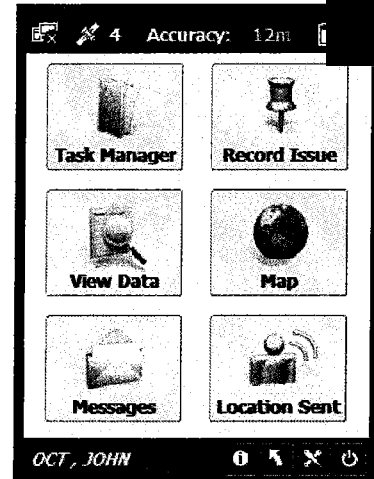 4 Accuracy: 12m
Task Manager Record Issue
View Data Map
Messages Location Sent
OCT, JOHN